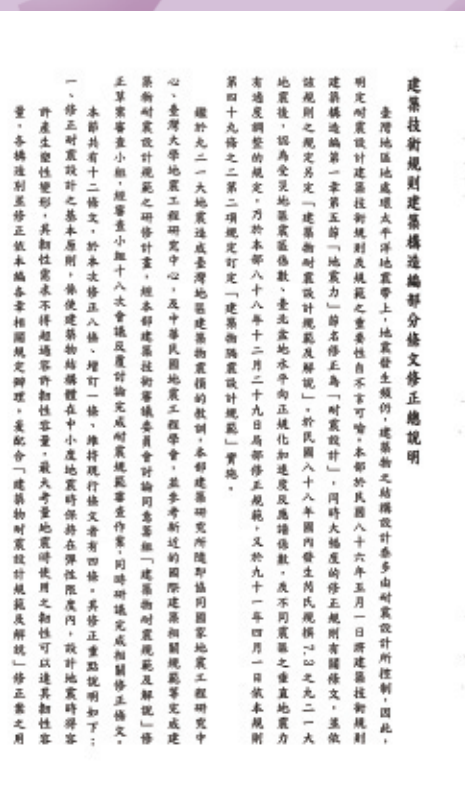 建築技術規則建築構造編部分條文修正總說明
臺灣地區地處環太平洋地震帶上，地震發生頻仍，建築物之結構設計泰多由耐震設計所控制，因此，
明定耐震設計建築技術規則及規範之重要性自不言可喻。本部於民國八十六年五月一日將建築技術規則
建築構造編第一章第五節「地震力」節名修正為「耐震設計」，同時大幅度的修正規則有關條文，並依
該規則之規定另定「建築物耐震設計規範及解說」。於民國八十八年國內發生芮氏規模7.3之九二一大
地震後，認為受災地區震區係數、臺北盆地水平向正規化加速度反應譜係數，及不同震區之垂直地震力
有適度調整的規定，乃於本部八十八年十二月二十九日局部修正規範，又於九十一年四月一日依本規則
第四十九條之二第二項規定訂定「建築物隔震設計規範」實施。
鑑於九二一大地震造成臺灣地區建築物震損的教訓，本部建築研究所隨即協同國家地震工程研究中
心、臺灣大學地震工程研究中心，及中華民國地震工程學會，並參考新近的國際建築相關規範等完成建
築物耐震設計規範之研修計畫，經本部建築技術審議委員會討論同意籌組「建築物耐震規範及解說」修
正草案審查小組，經審查小組十八次會議反覆討論完成耐震規範審查作業，同時研議完成相關修正條文。
本節共有十二條文，於本次修正八條、增訂一條、維持現行條文者有四條。其修正重點說明如下：
一、修正耐震設計之基本原則，係使建築物結構體在中小度地震時保持在彈性限度內，設計地震時得容
許產生塑性變形，其韌性需求不得超過容許韌性容量，最大考量地震時使用之韌性可以達其韌性容
量。各構造別並修正依本編各章相關規定辦理，爰配合「建築物耐震設計規範及解說」修正案之用